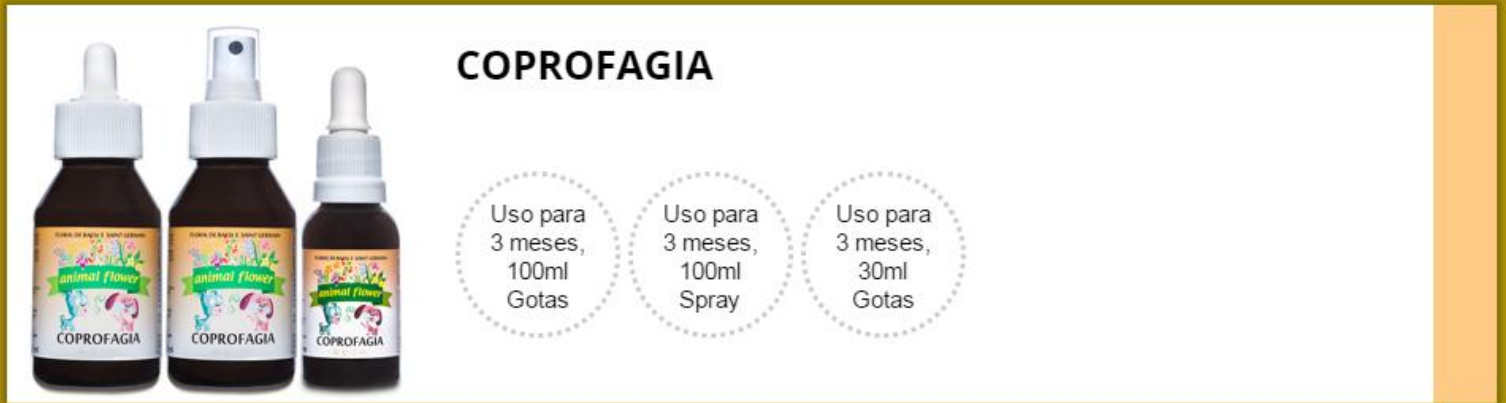 COPROFAGIA
Uso para
3 meses,
100ml
Gotas
Uso para
3 meses,
100ml
Spray
Uso para
3 meses,
30ml
Gotas
animal flower
COPROFAGIA
animal flower
COPROFAGIA
animal flower
COPROFAGIA